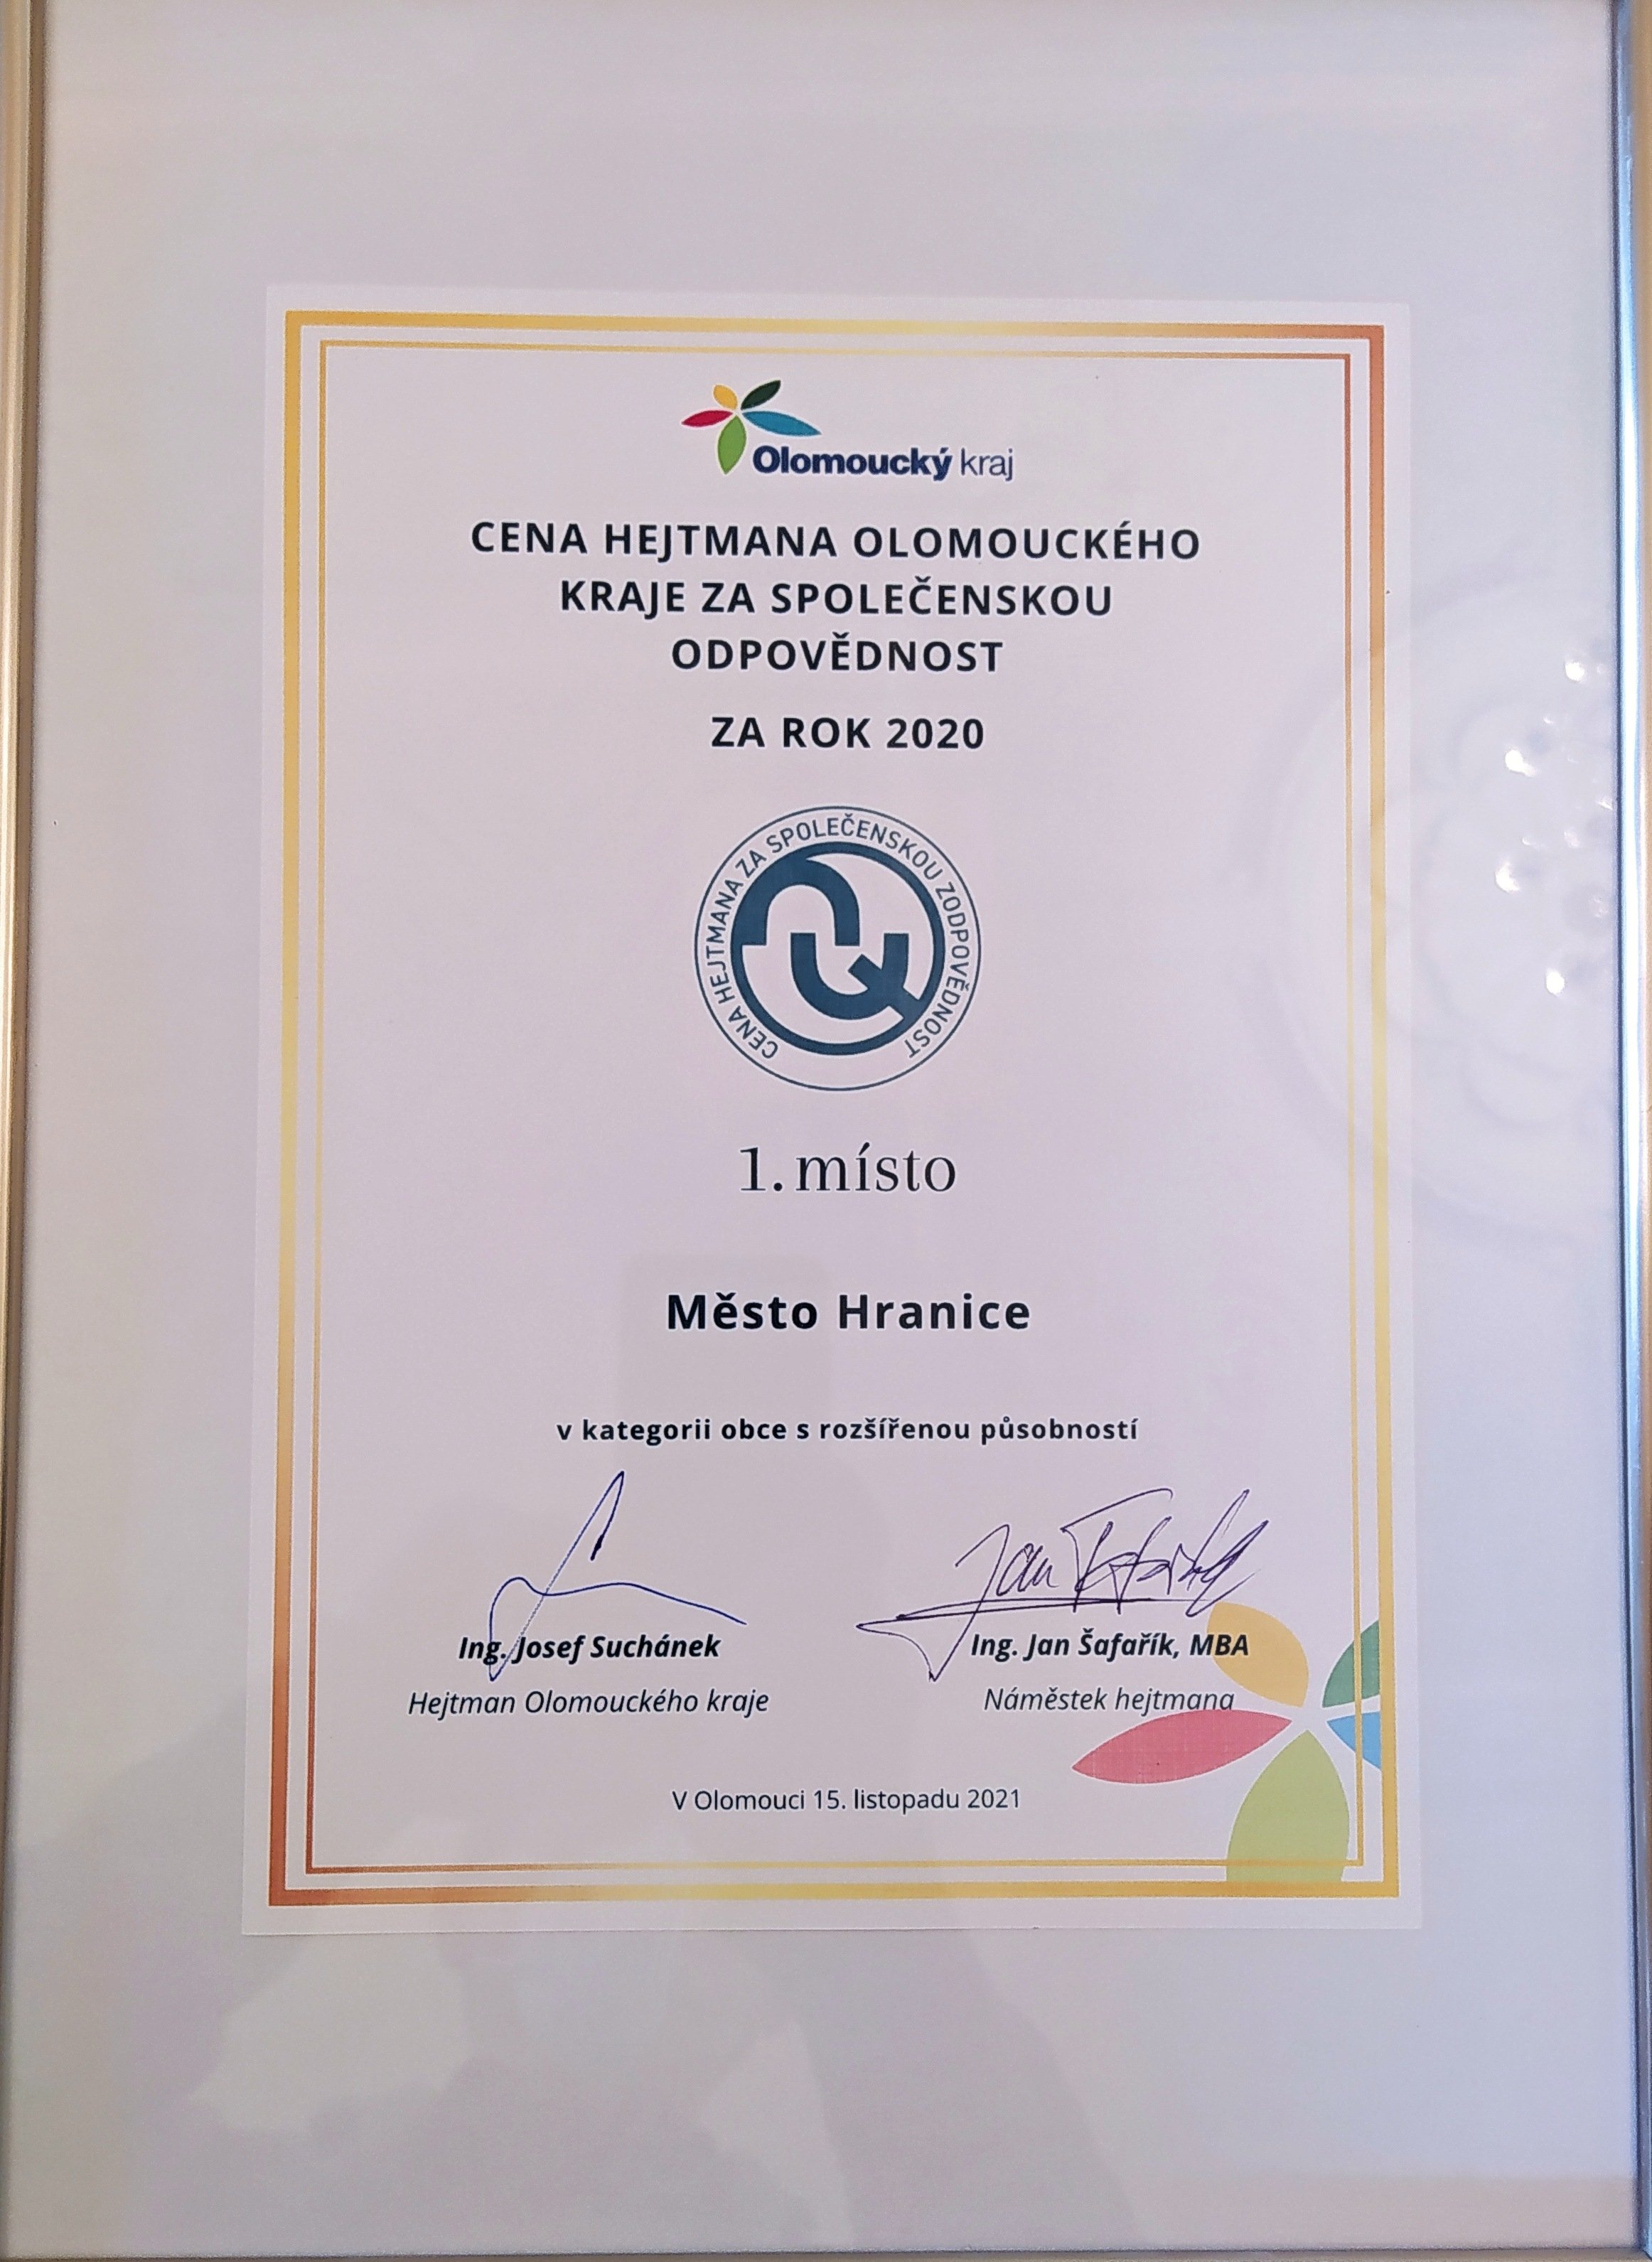 Olomoucký kraj
CENA HEJTMANA OLOMOUCKÉHO
KRAJE ZA SPOLEČENSKOU
ODPOVĚDNOST
ZA ROK 2020
CENA HEJTMANA ZA SPOLEČENSKOU ZODPOVĚDNOST
1. místo
Město Hranice
v kategorii obce s rozšířenou působností
Ing. Josef Suchánek
Hejtman Olomouckého kraje
Ing. Jan Šafařík, MBA
Náměstek hejtmana
V Olomouci 15. listopadu 2021